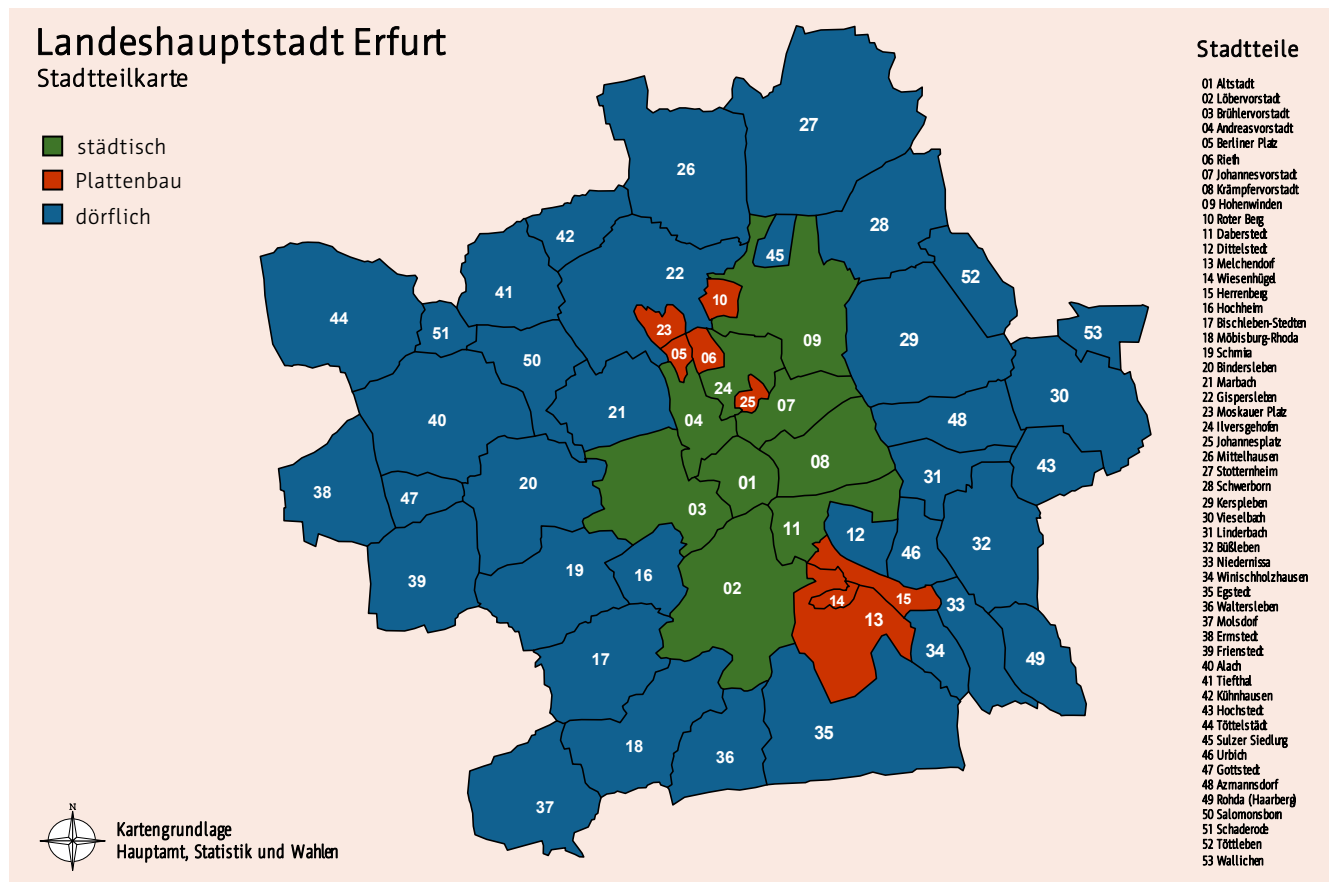 Landeshauptstadt Erfurt
Stadtteilkarte
städtisch
Plattenbau
dörflich
27
26
28
42
45
22
52
41
10
44
23
51
53
09
29
05
06
50
24
30
25
07
21
04
48
40
08
43
31
01
20
38
47
03
11
12
32
46
19
16
39
02
15
14
33
13
34
17
49
35
18
36
37
N
Kartengrundlage
Hauptamt, Statistik und Wahlen
Stadtteile
01 Altstadt
02 Löbervorstadt
03 Brühlervorstadt
04 Andreasvorstadt
05 Berliner Platz
06 Rieth
07 Johannesvorstadt
08 Krämpfervorstadt
09 Hohenwinden
10 Roter Berg
11 Daberstedt
12 Dittelstedt
13 Melchendorf
14 Wiesenhügel
15 Herrenberg
16 Hochheim
17 Bischleben-Stedten
18 Möbisburg-Rhoda
19 Schmira
20 Bindersleben
21 Marbach
22 Gispersleben
23 Moskauer Platz
24 Ilversgehofen
25 Johannesplatz
26 Mittelhausen
27 Stotternheim
28 Schwerborn
29 Kerspleben
30 Vieselbach
31 Linderbach
32 Büßleben
33 Niedernissa
34 Winischholzhausen
35 Egstedt
36 Waltersleben
37 Molsdorf
38 Ermstedt
39 Frienstedt
40 Alach
41 Tiefthal
42 Kühnhausen
43 Hochstedt
44 Töttelstädt
45 Sulzer Siedlung
46 Urbich
47 Gottstedt
48 Azmannsdorf
49 Rohda (Haarberg)
50 Salomonsborn
51 Schaderode
52 Töttleben
53 Wallichen